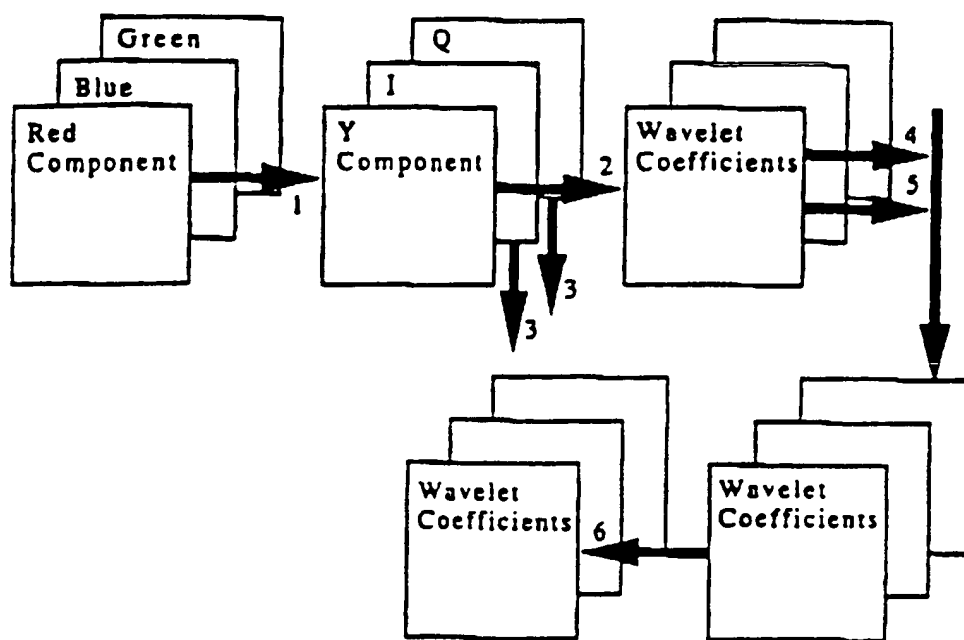 Green
Blue
Red
Component
1
Q
I
Y
Component
2
3
3
Wavelet
Coefficients
4
5
Wavelet
Coefficients
6
Wavelet
Coefficients